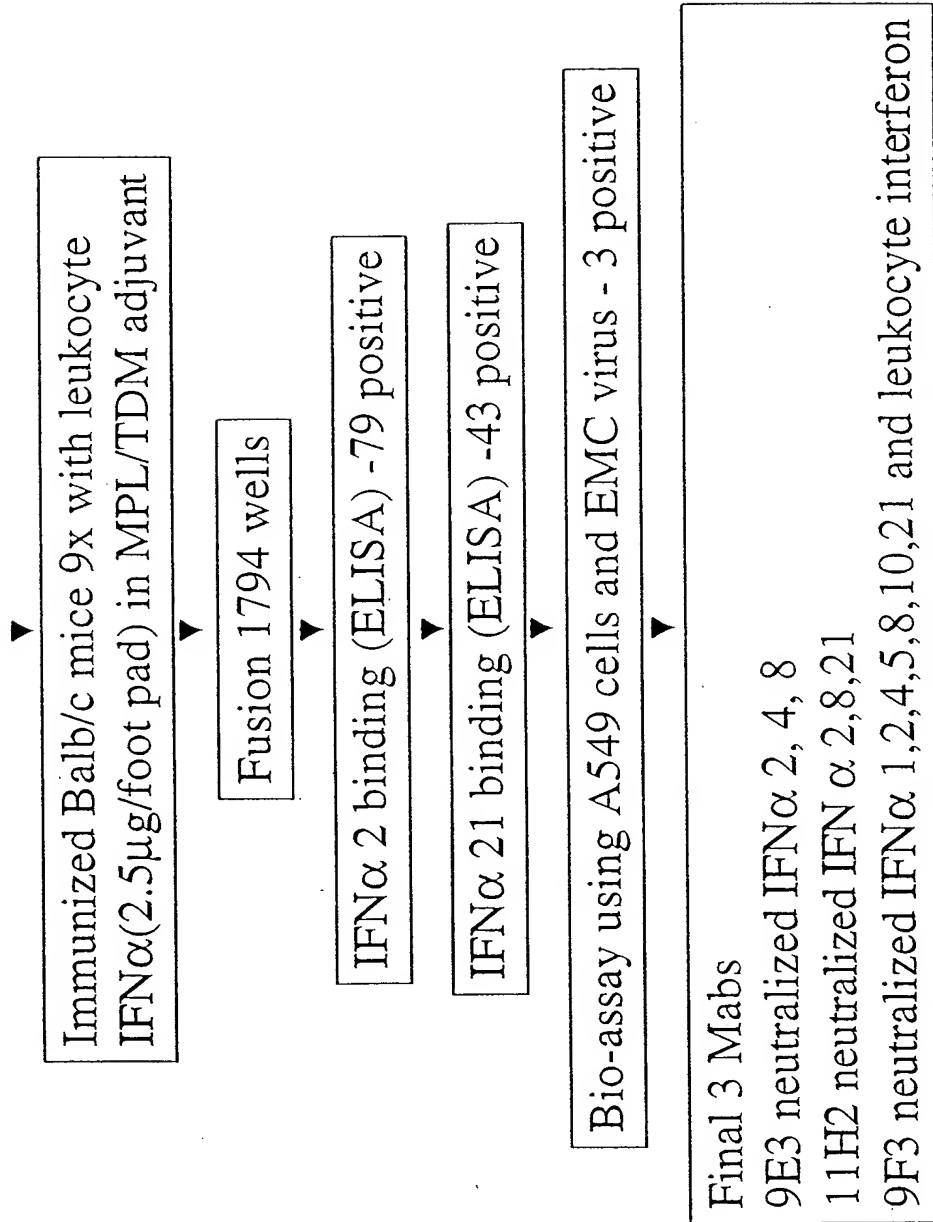 Immunized Balb/c mice 9x with leukocyte
IFNα(2.5μg/foot pad) in MPL/TDM adjuvant
Fusion 1794 wells
IFNα 2 binding (ELISA) -79 positive
IFNα 21 binding (ELISA) -43 positive
Bio-assay using A549 cells and EMC virus - 3 positive
Final 3 Mabs
9E3 neutralized IFNα 2, 4, 8
11H2 neutralized IFN α 2,8,21
9F3 neutralized IFNα 1,2,4,5,8,10,21 and leukocyte interferon